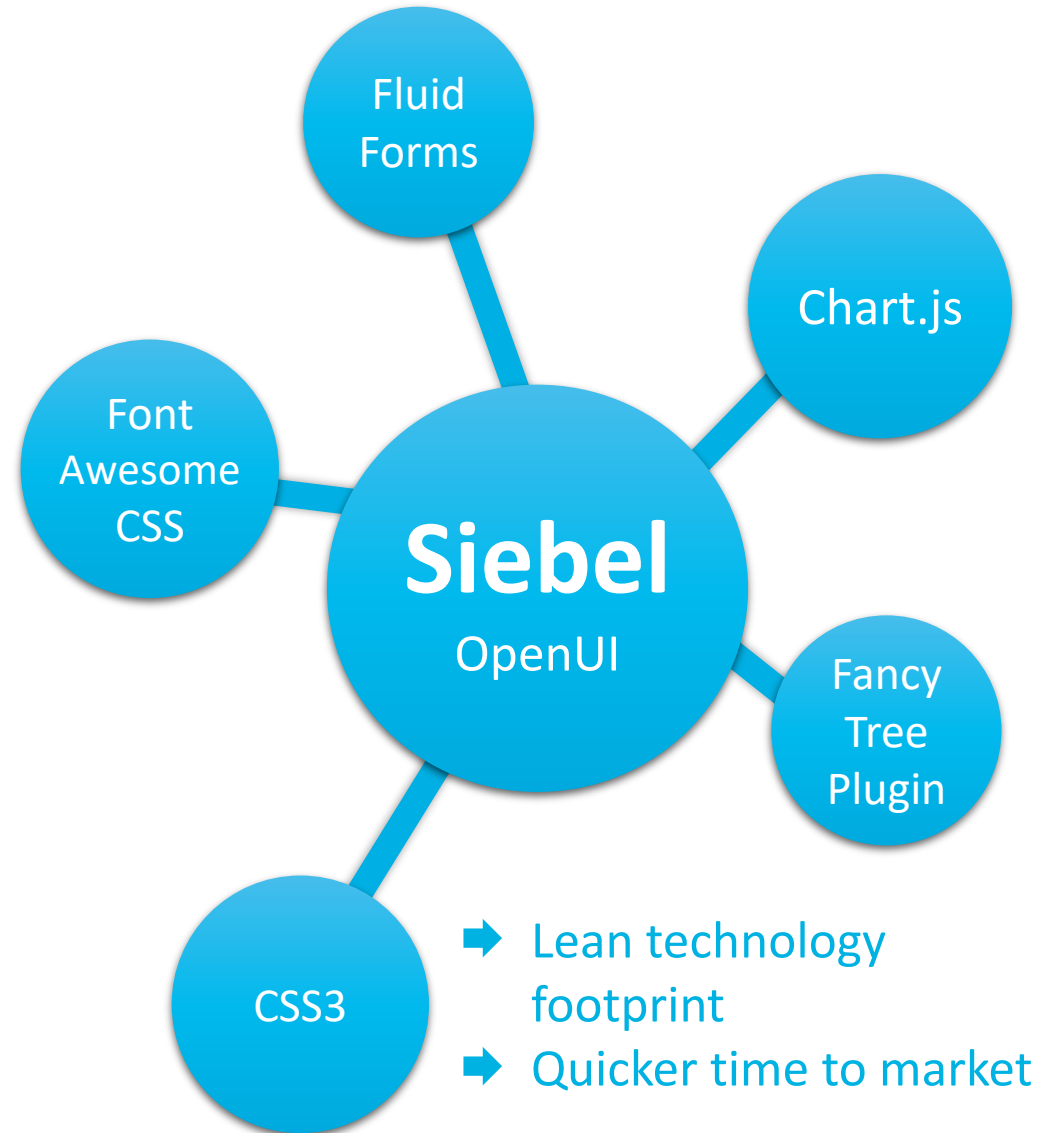 Fluid
Forms
Chart.js
Font
Awesome
CSS
Siebel
OpenUI
Fancy
Tree
Plugin
CSS3
Lean technology
footprint
Quicker time to market